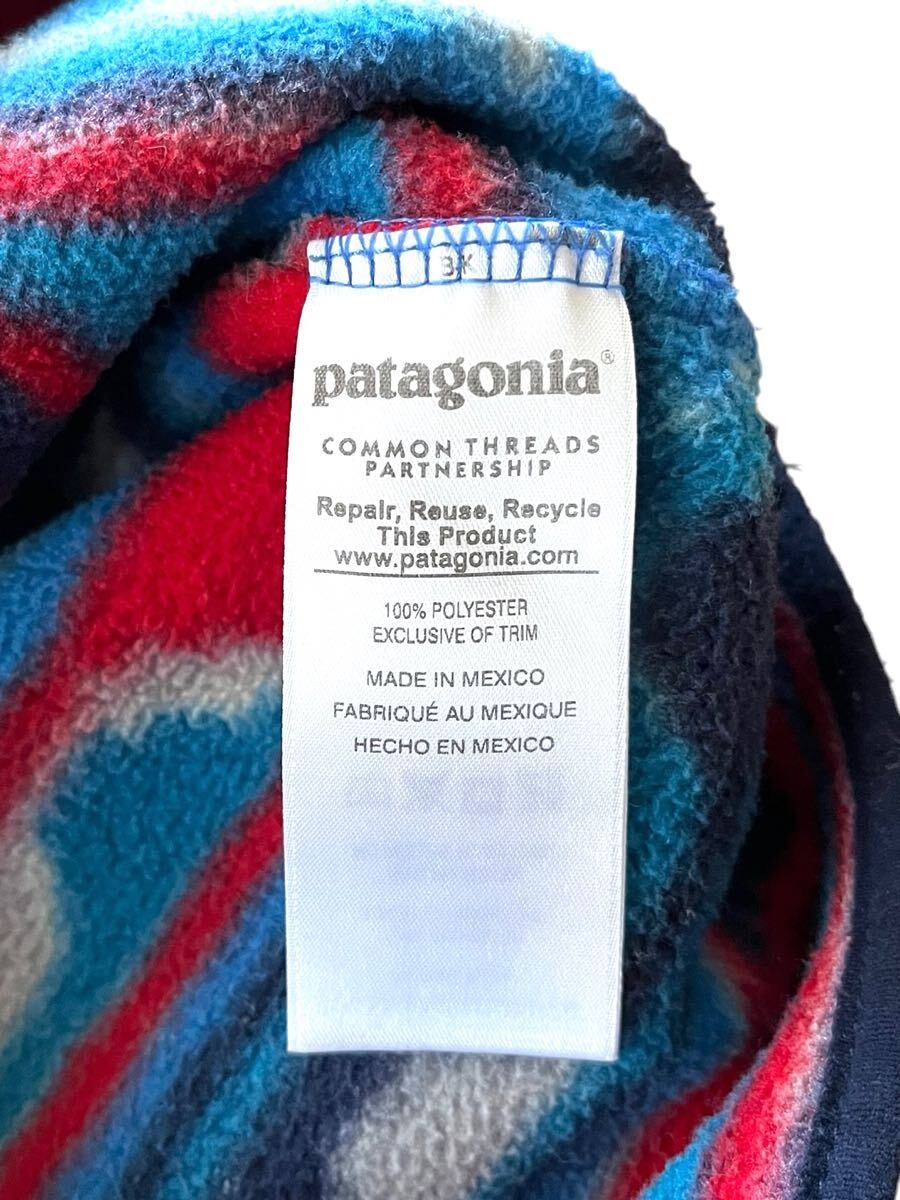 3X
patagonia®
COMMON THREADS
PARTNERSHIP
Repair, Reuse, Recycle
This Product
www.patagonia.com
100% POLYESTER
EXCLUSIVE OF TRIM
MADE IN MEXICO
FABRIQUÉ AU MEXIQUE
HECHO EN MEXICO